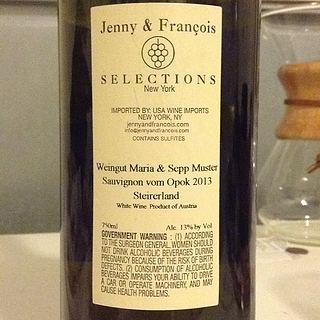 Jenny & François
SELECTIONS
New York
IMPORTED BY: USA WINE IMPORTS
NEW YORK, NY
jennyandfrancois.com
info@jennyandfrancois.com
CONTAINS SULFITES
Weingut Maria & Sepp Muster
Sauvignon vom Opok 2013
Steirerland
White Wine Product of Austria
750ml Alc 13% by Vol
GOVERNMENT WARNING : (1) ACCORDING
TO THE SURGEON GENERAL, WOMEN SHOULD
NOT DRINK ALCOHOLIC BEVERAGES DURING
PREGNANCY BECAUSE OF THE RISK OF BIRTH
DEFECTS. (2) CONSUMPTION OF ALCOHOLIC
BEVERAGES IMPAIRS YOUR ABILITY TO DRIVE
A CAR OR OPERATE MACHINERY, AND MAY
CAUSE HEALTH PROBLEMS.